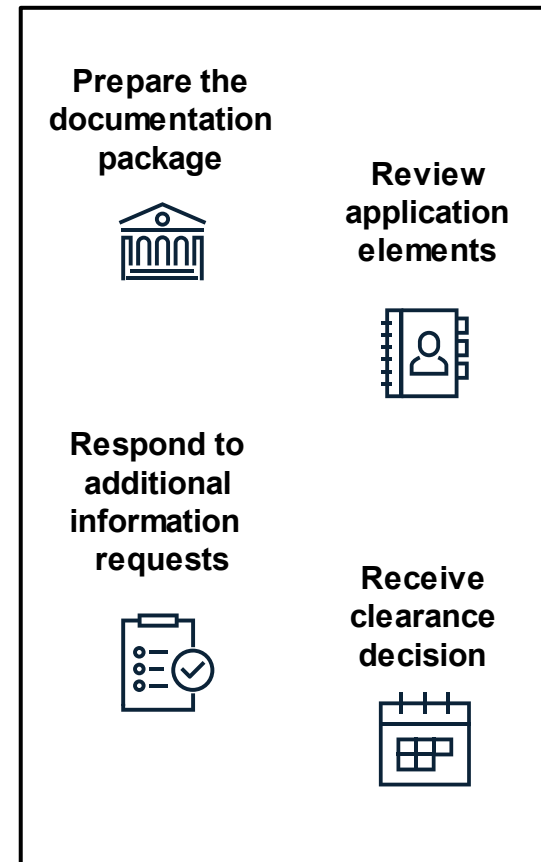 Prepare the
documentation
package
Review
application
elements
Respond to
additional
information
requests
Receive
clearance
decision